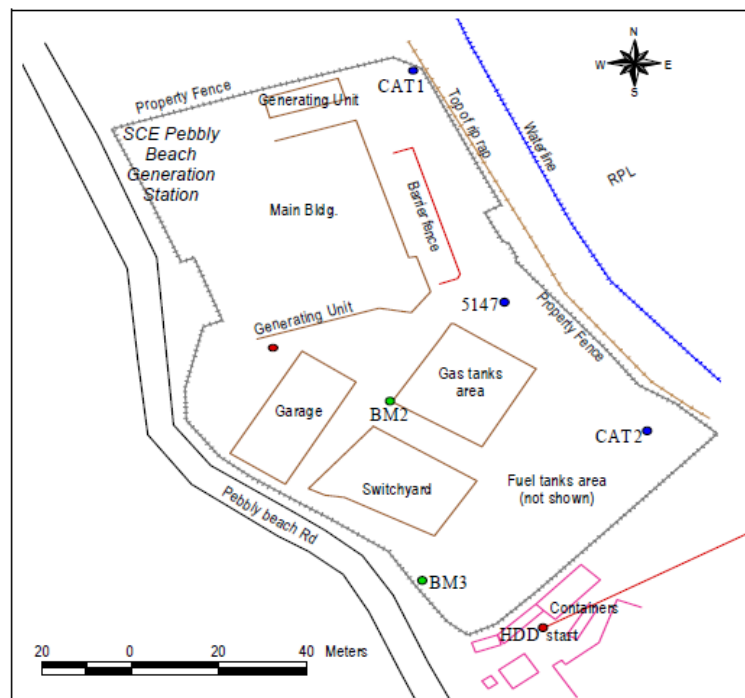 N
W E
S
CAT1
Property Fence
Generating Unit
SCE Pebbly
Beach
Generation
Station
Top of rip rap
Waterline
RPL
Main Bldg.
Barrier fence
5147
Generating Unit
Property Fence
Gas tanks
area
BM2
Garage
CAT2
Switchyard
Fuel tanks area
(not shown)
Pebbly beach Rd
BM3
Containers
HDD start
20 0 20 40 Meters